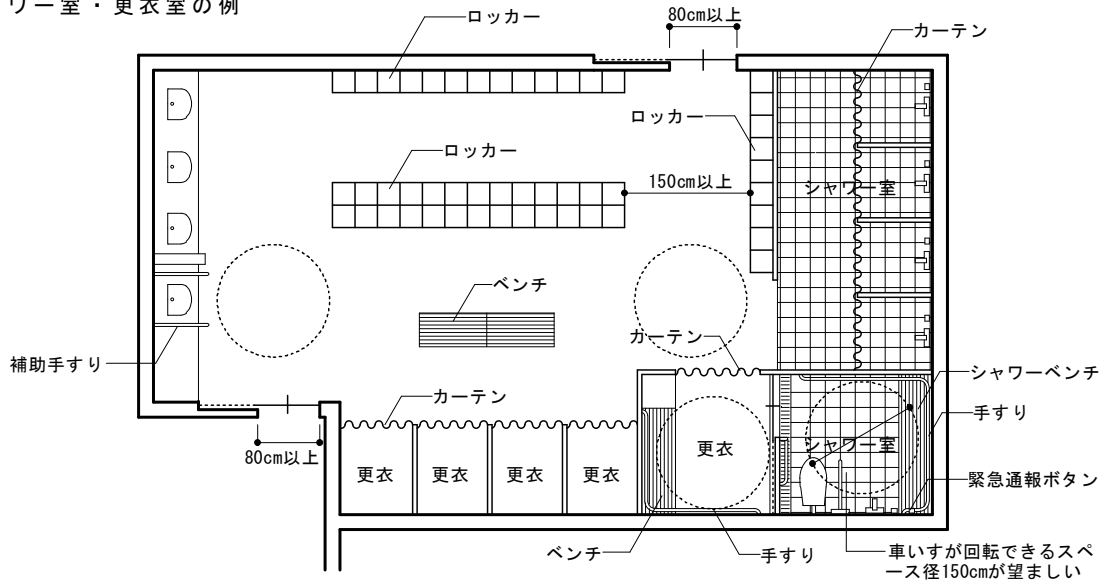 ワー室・更衣室の例
ロッカー
80cm以上
カーテン
ロッカー
ロッカー
150cm以上
シャワー室
ベンチ
カーテン
補助手すり
シャワーベンチ
カーテン
手すり
80cm以上
更衣
更衣
更衣
更衣
更衣
シャワー室
緊急通報ボタン
ベンチ
手すり
車いすが回転できるスペ
ース径150cmが望ましい